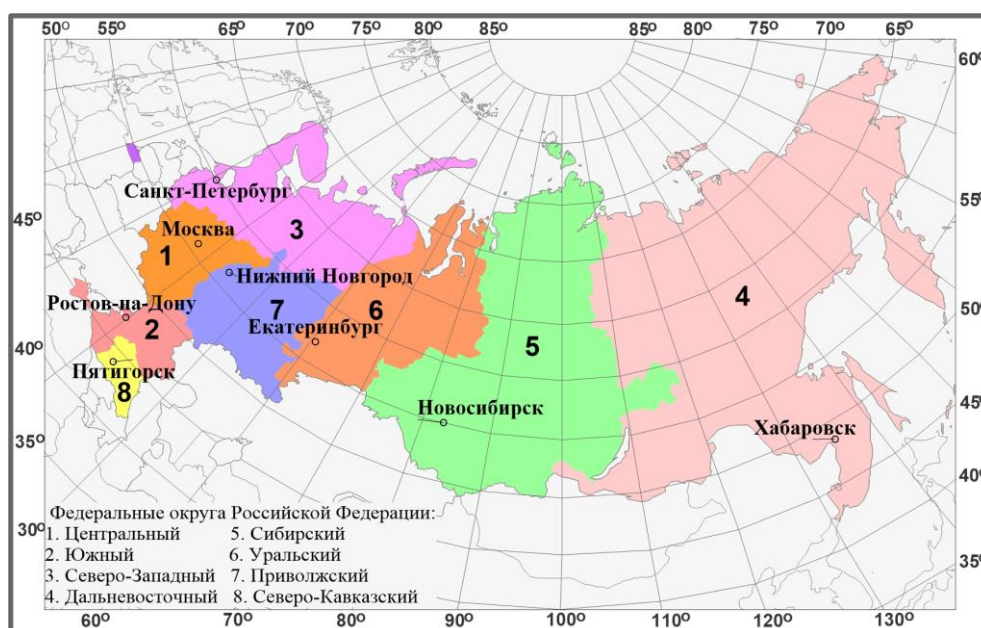 50° 55° 65° 70° 75° 80° 85° 85° 80° 75° 70° 65°
60°
55°
50°
45°
40°
35°
45°
40°
35°
30°
Санкт-Петербург
3
Москва
1
Нижний Новгород
Ростов-на-Дону
7
6
4
2
Екатеринбург
5
Пятигорск
8
Новосибирск
Хабаровск
Федеральные округа Российской Федерации:
1. Центральный 5. Сибирский
2. Южный 6. Уральский
3. Северо-Западный 7. Приволжский
4. Дальневосточный 8. Северо-Кавказский
60° 70° 80° 90° 100° 110° 120° 130°